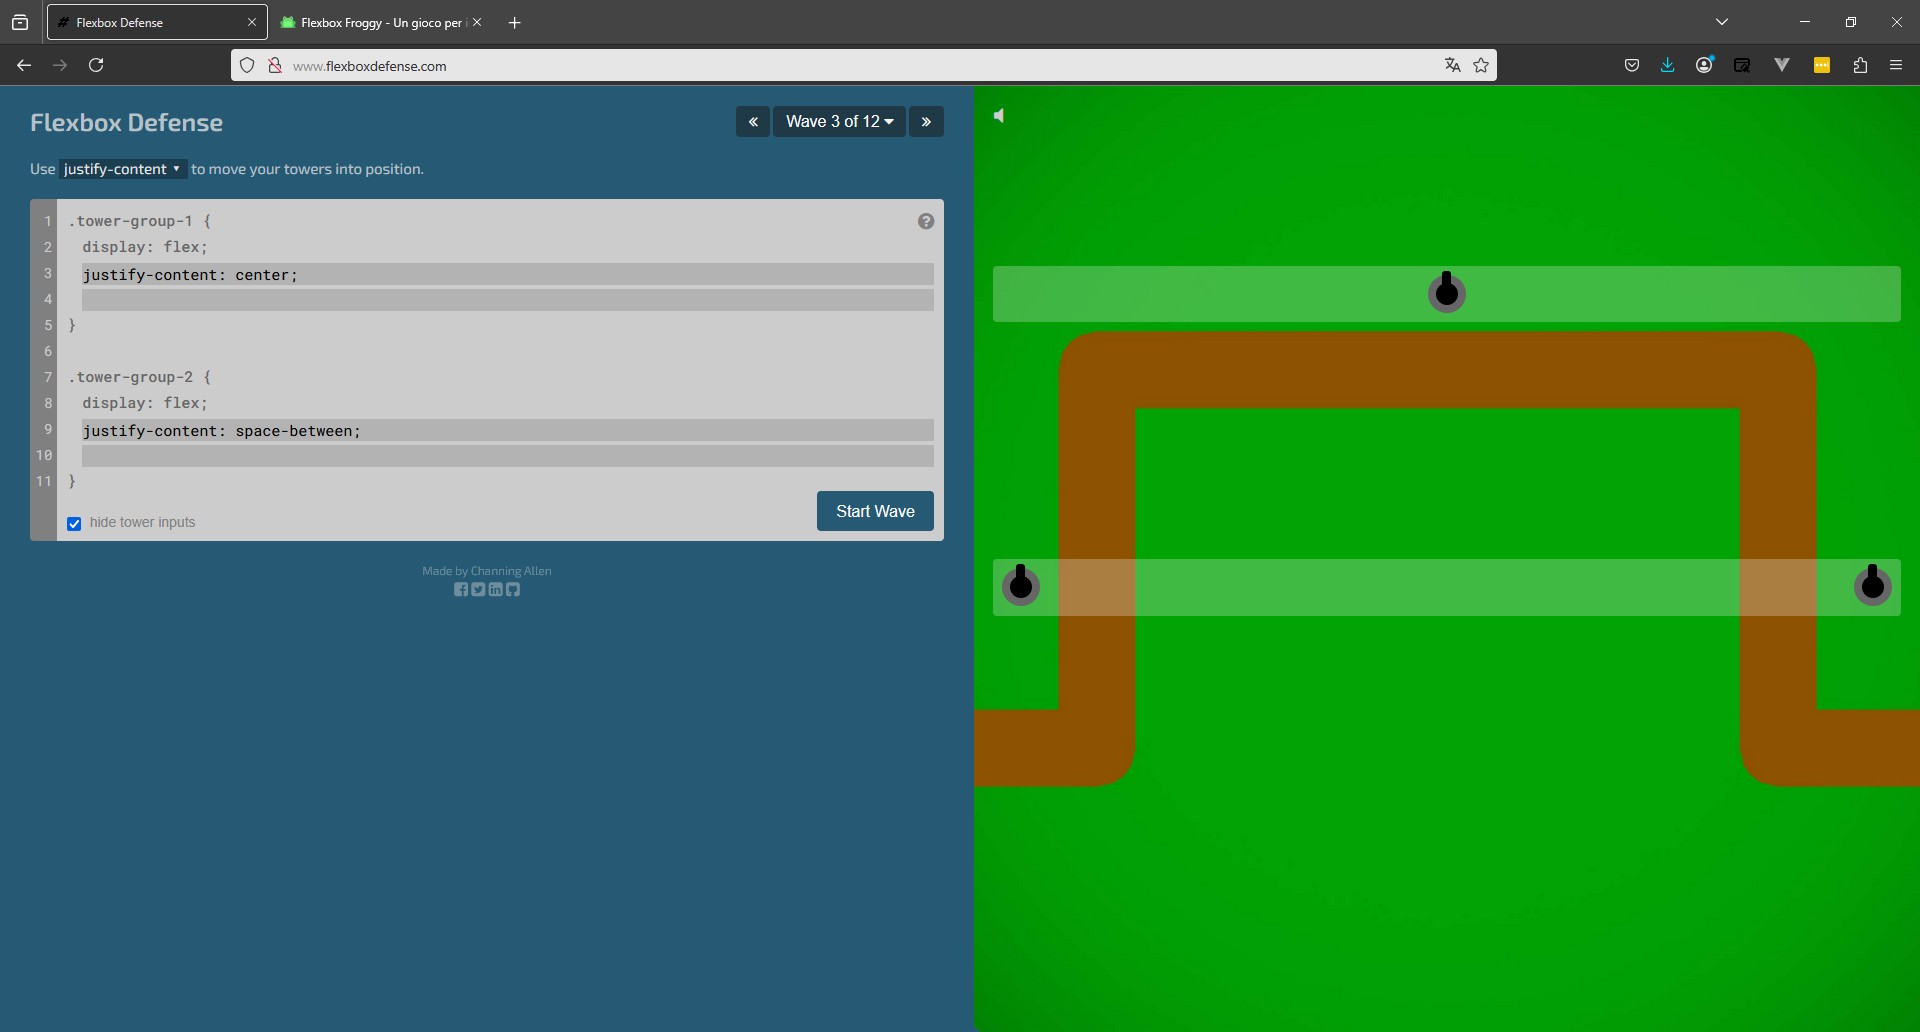 Flexbox Defense
Flexbox Froggy - Un gioco per i
www.flexboxdefense.com
Flexbox Defense
« Wave 3 of 12 »
Use justify-content to move your towers into position.
1 .tower-group-1 {
2 display: flex;
3 justify-content: center;
4
5 }
6
7 .tower-group-2 {
8 display: flex;
9 justify-content: space-between;
10
11 }
hide tower inputs
Start Wave
Made by Channing Allen